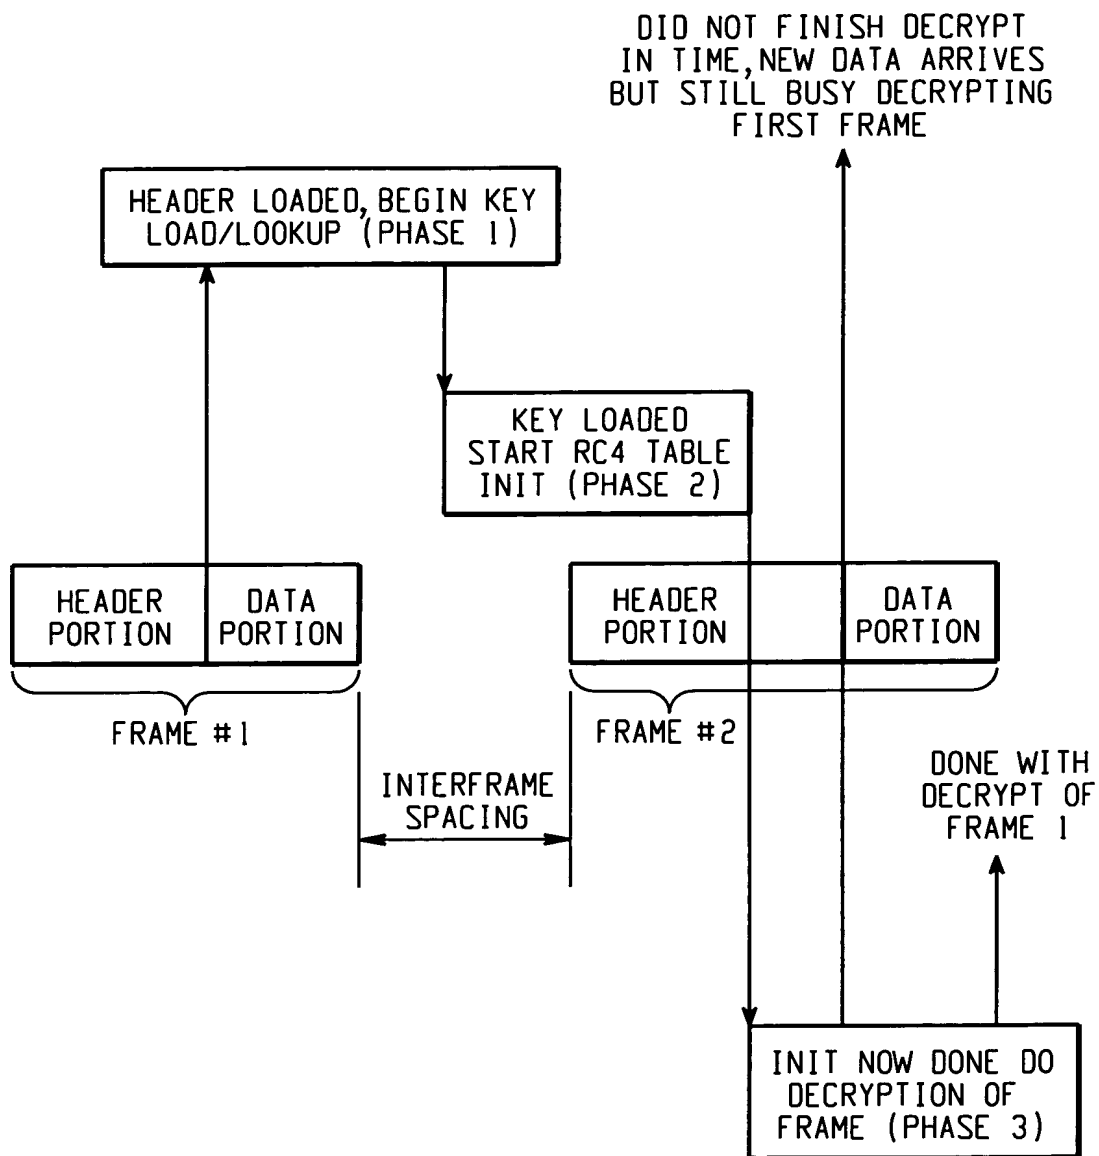 DID NOT FINISH DECRYPT
IN TIME, NEW DATA ARRIVES
BUT STILL BUSY DECRYPTING
FIRST FRAME
HEADER LOADED, BEGIN KEY
LOAD/LOOKUP (PHASE 1)
KEY LOADED
START RC4 TABLE
INIT (PHASE 2)
HEADER
PORTION
DATA
PORTION
HEADER
PORTION
DATA
PORTION
FRAME #1
FRAME #2
INTERFRAME
SPACING
DONE WITH
DECRYPT OF
FRAME 1
INIT NOW DONE DO
DECRYPTION OF
FRAME (PHASE 3)